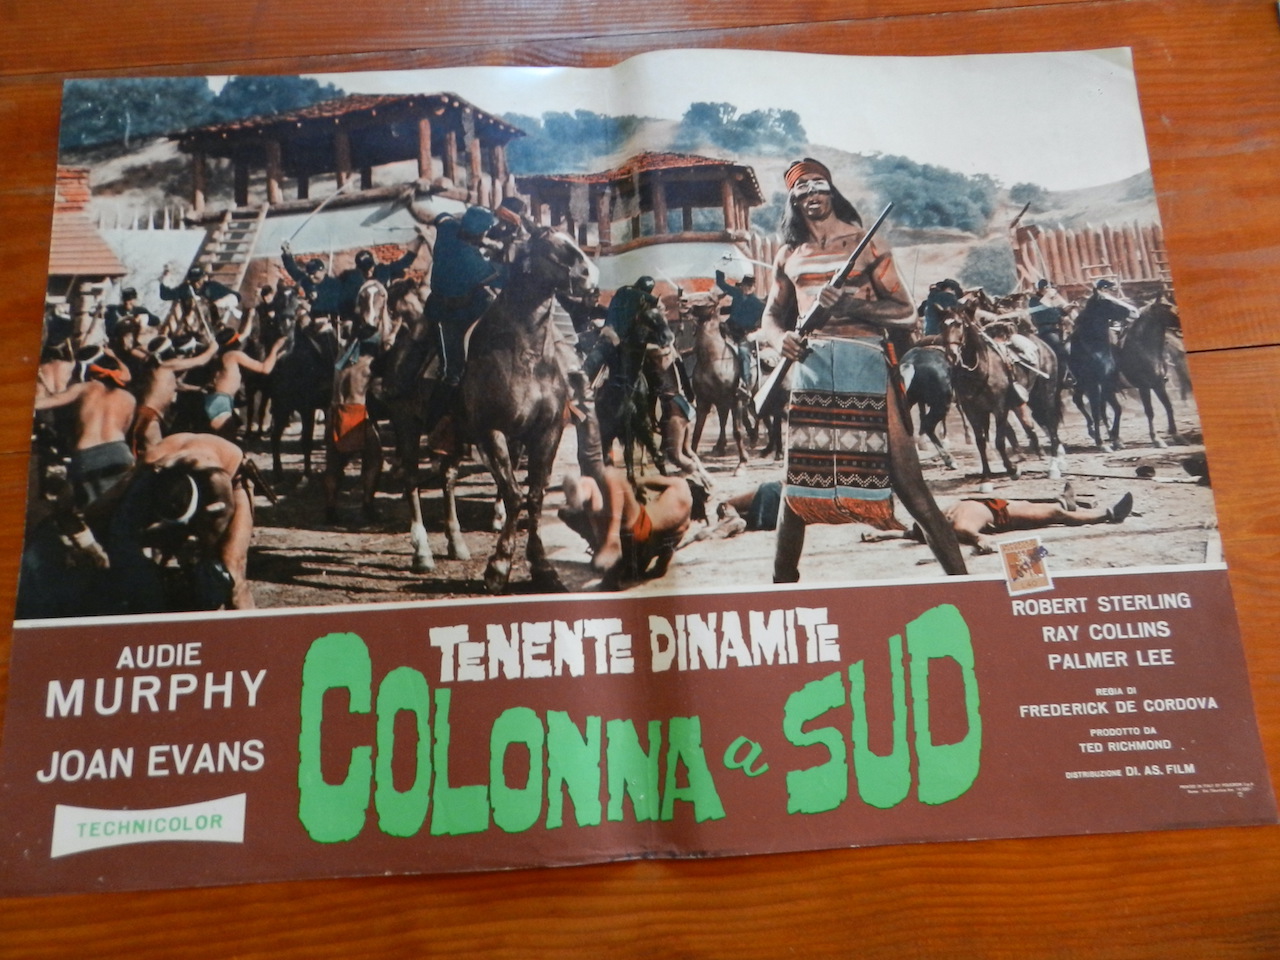 AUDIE
MURPHY
JOAN EVANS
TECHNICOLOR
TENENTE DINAMITE
COLONNA a SUD
ROBERT STERLING
RAY COLLINS
PALMER LEE
REGIA DI
FREDERICK DE CORDOVA
PRODOTTO DA
TED RICHMOND
DISTRIBUZIONE DI. AS. FILM